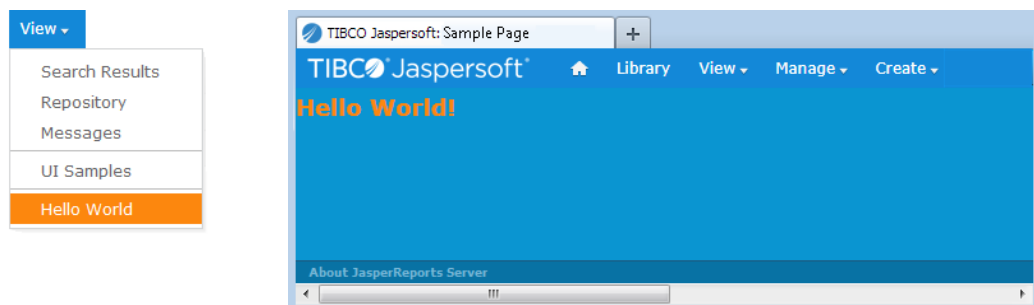 View
Search Results
Repository
Messages
UI Samples
Hello World
TIBCO Jaspersoft: Sample Page
TIBCO Jaspersoft Library View Manage Create
Hello World!
About JasperReports Server